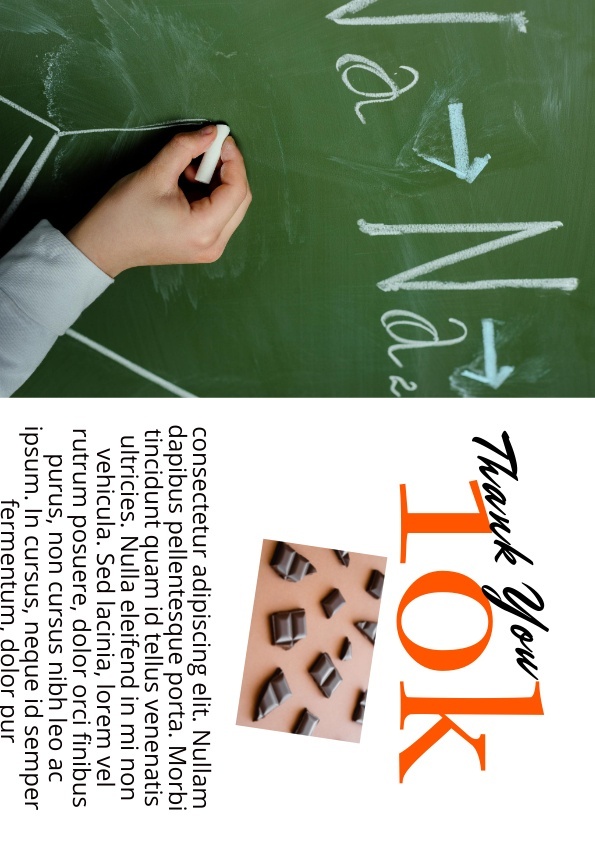 Na → Na₂ →
Thank You
10k
consectetur adipiscing elit. Nullam
dapibus pellentesque porta. Morbi
tincidunt quam id tellus venenatis
ultricies. Nulla eleifend in mi non
vehicula. Sed lacinia, lorem vel
rutrum posuere, dolor orci finibus
purus, non cursus nibh leo ac
ipsum. In cursus, neque id semper
fermentum, dolor pur